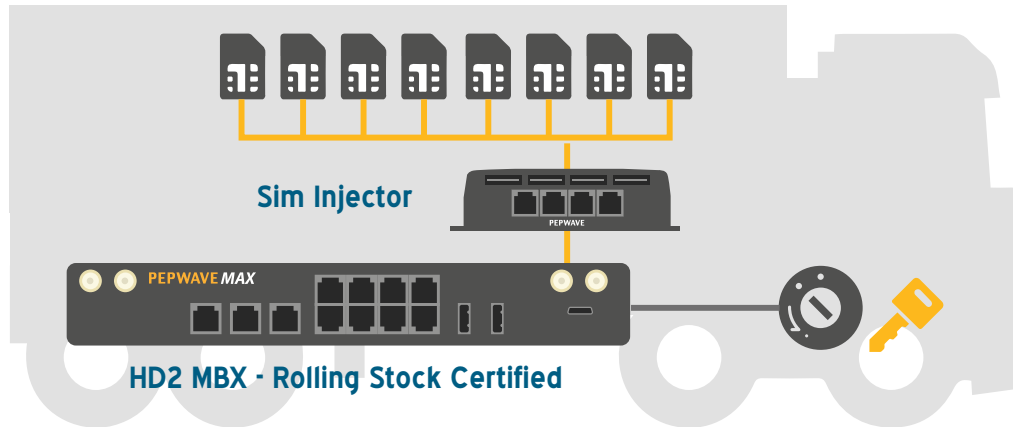 Sim Injector
PEPWAVE
PEPWAVE MAX
HD2 MBX - Rolling Stock Certified